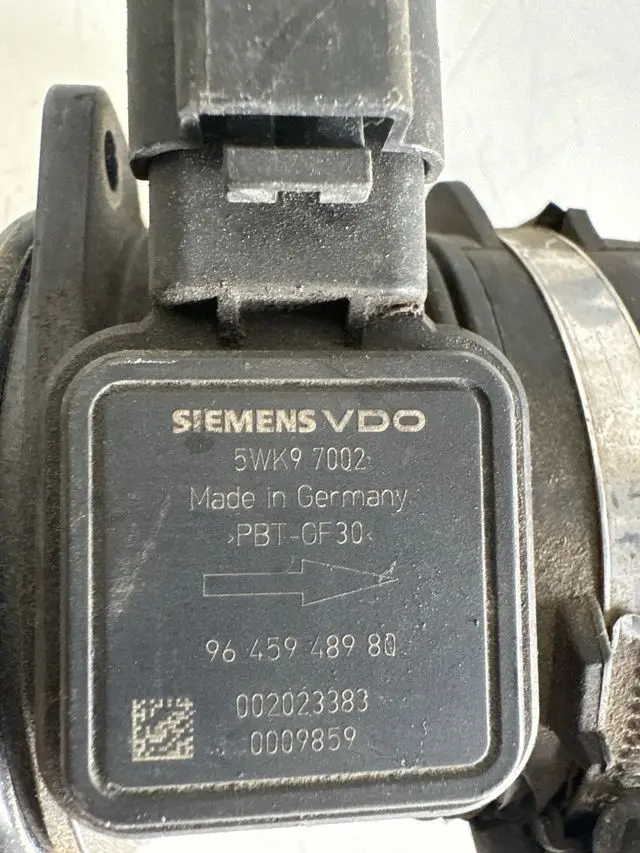 SIEMENS VDO
5WK9 7002
Made in Germany
>PBT-GF30<
96 459 489 80
002023383
0009859